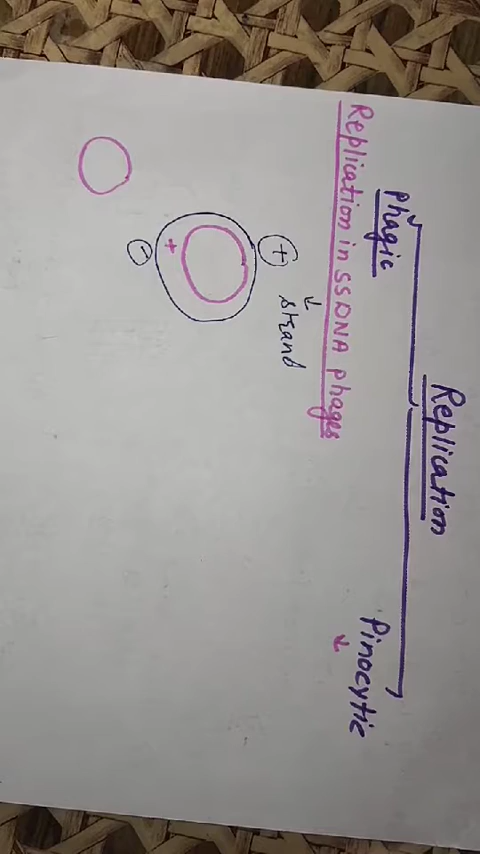 Replication
Phagic
Pinocytic
Replication in SSDNA phages
+
strand
+
-